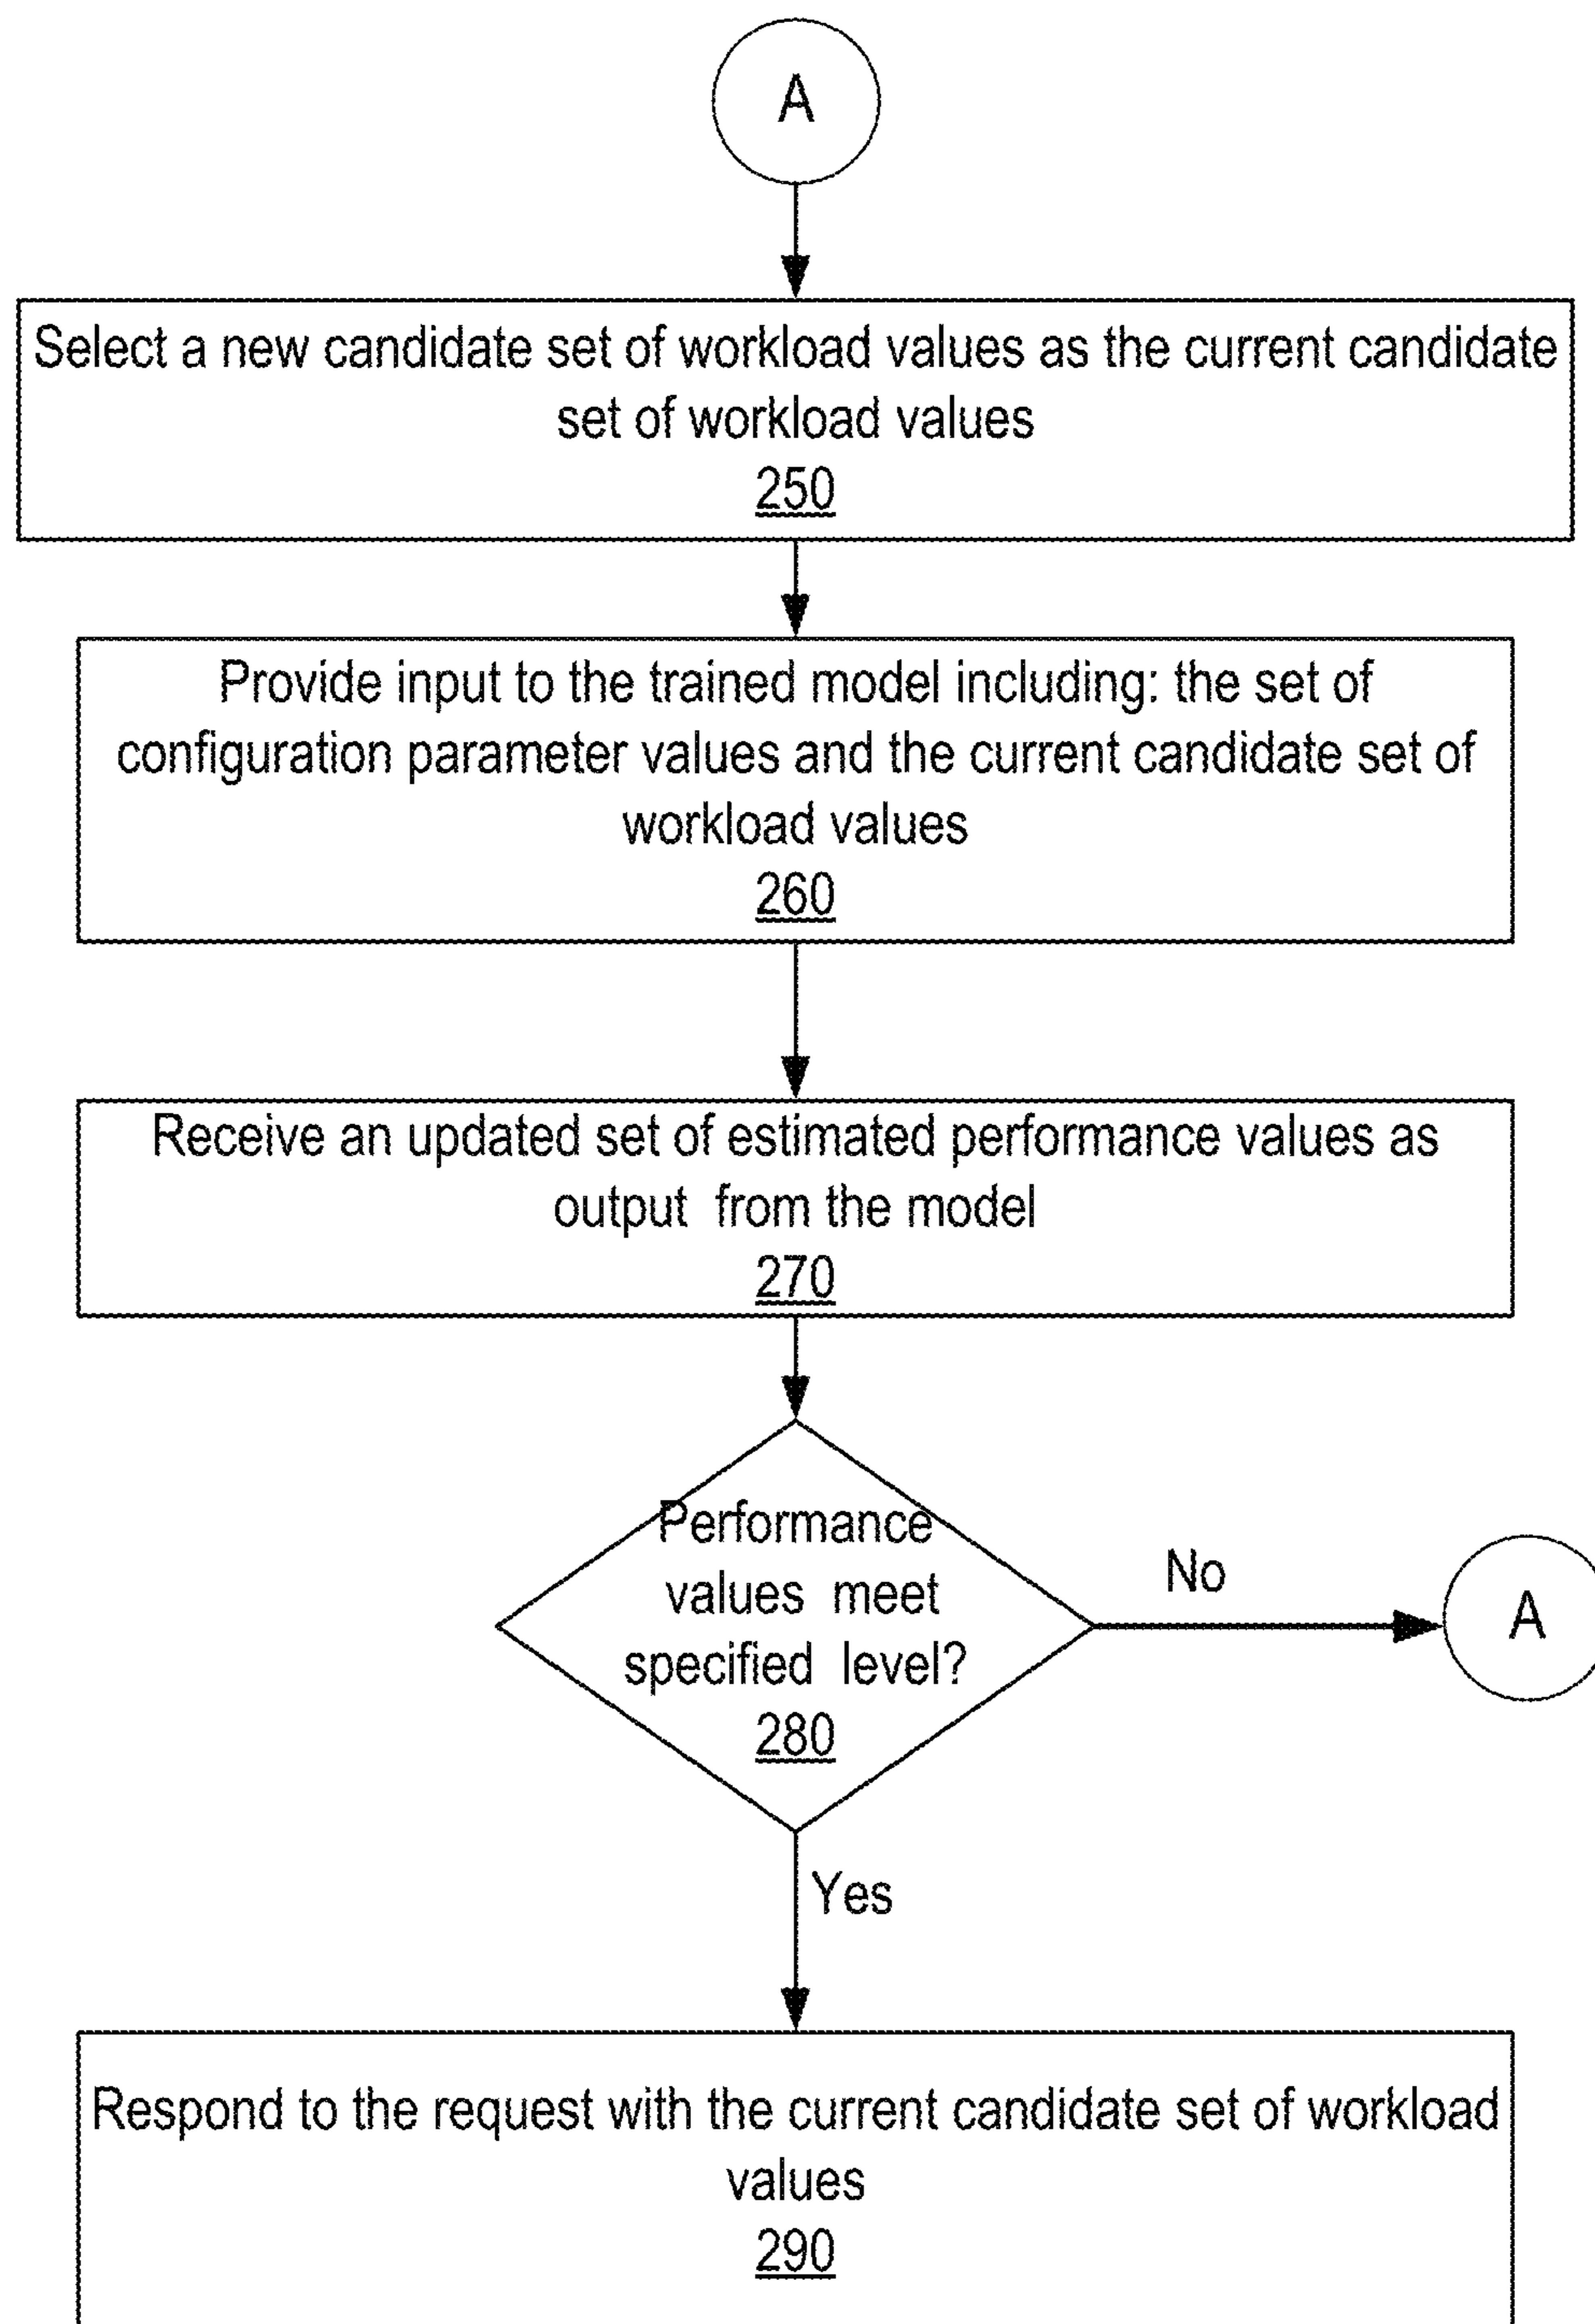 A
Select a new candidate set of workload values as the current candidate
set of workload values
250
Provide input to the trained model including: the set of
configuration parameter values and the current candidate set of
workload values
260
Receive an updated set of estimated performance values as
output from the model
270
Performance
values meet
specified level?
280
No
A
Yes
Respond to the request with the current candidate set of workload
values
290